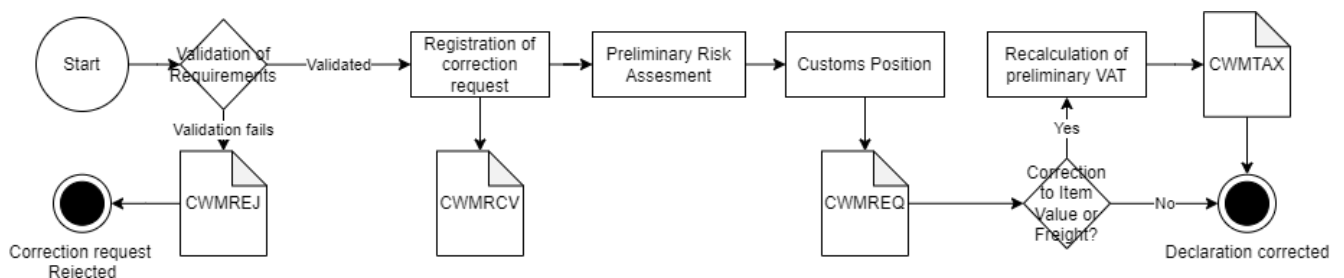 Start
Validation of
Requirements
Validated
Registration of
correction
request
Preliminary Risk
Assesment
Customs Position
Recalculation of
preliminary VAT
CWMTAX
Validation fails
Yes
CWMREJ
CWMRCV
CWMREQ
Correction
to Item
Value or
Freight?
No
Correction request
Rejected
Declaration corrected